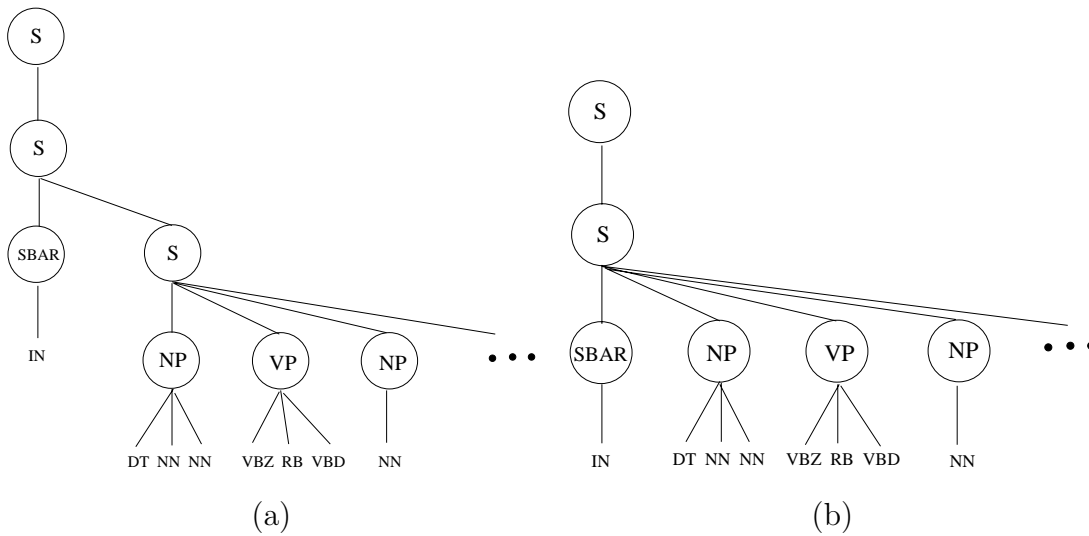 S
S
S
S
SBAR
S
IN
NP
VP
NP
SBAR
NP
VP
NP
DT NN NN
VBZ RB VBD
NN
IN
DT NN NN
VBZ RB VBD
NN
(a)
(b)